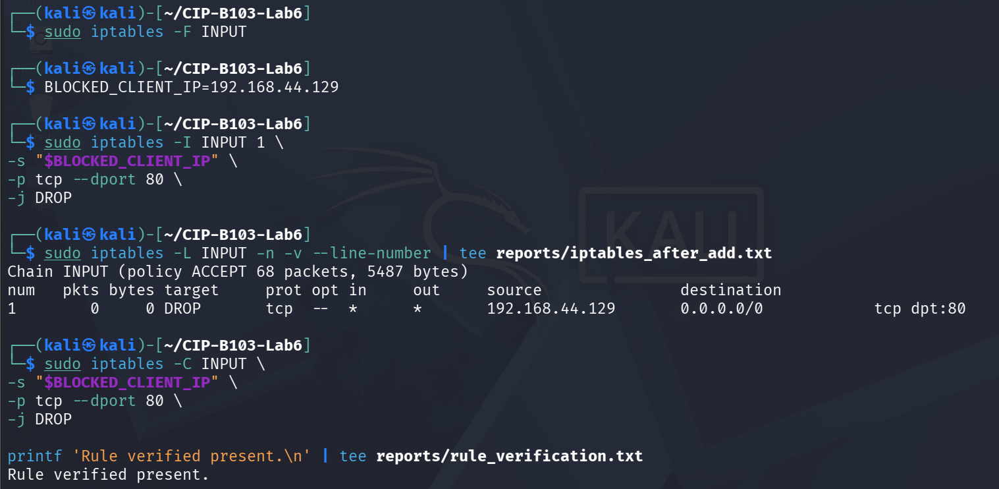 ┌──(kali㉿kali)-[~/CIP-B103-Lab6]
└─$ sudo iptables -F INPUT
┌──(kali㉿kali)-[~/CIP-B103-Lab6]
└─$ BLOCKED_CLIENT_IP=192.168.44.129
┌──(kali㉿kali)-[~/CIP-B103-Lab6]
└─$ sudo iptables -I INPUT 1 \
-s "$BLOCKED_CLIENT_IP" \
-p tcp --dport 80 \
-j DROP
┌──(kali㉿kali)-[~/CIP-B103-Lab6]
└─$ sudo iptables -L INPUT -n -v --line-number | tee reports/iptables_after_add.txt
Chain INPUT (policy ACCEPT 68 packets, 5487 bytes)
num   pkts bytes target     prot opt in     out     source               destination
1        0     0 DROP       tcp  --  *      *       192.168.44.129       0.0.0.0/0            tcp dpt:80
┌──(kali㉿kali)-[~/CIP-B103-Lab6]
└─$ sudo iptables -C INPUT \
-s "$BLOCKED_CLIENT_IP" \
-p tcp --dport 80 \
-j DROP
printf 'Rule verified present.\n' | tee reports/rule_verification.txt
Rule verified present.
KALI